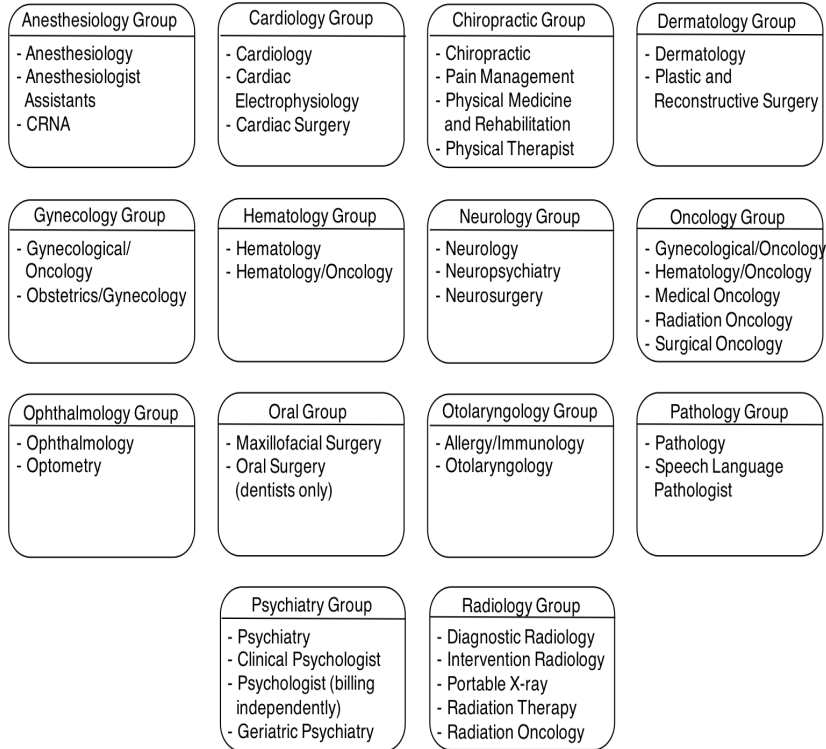 Anesthesiology Group
- Anesthesiology
- Anesthesiologist
Assistants
- CRNA
Cardiology Group
- Cardiology
- Cardiac
Electrophysiology
- Cardiac Surgery
Chiropractic Group
- Chiropractic
- Pain Management
- Physical Medicine
and Rehabilitation
- Physical Therapist
Dermatology Group
- Dermatology
- Plastic and
Reconstructive Surgery
Gynecology Group
- Gynecological/
Oncology
- Obstetrics/Gynecology
Hematology Group
- Hematology
- Hematology/Oncology
Neurology Group
- Neurology
- Neuropsychiatry
- Neurosurgery
Oncology Group
- Gynecological/Oncology
- Hematology/Oncology
- Medical Oncology
- Radiation Oncology
- Surgical Oncology
Ophthalmology Group
- Ophthalmology
- Optometry
Oral Group
- Maxillofacial Surgery
- Oral Surgery
(dentists only)
Otolaryngology Group
- Allergy/Immunology
- Otolaryngology
Pathology Group
- Pathology
- Speech Language
Pathologist
Psychiatry Group
- Psychiatry
- Clinical Psychologist
- Psychologist (billing
independently)
- Geriatric Psychiatry
Radiology Group
- Diagnostic Radiology
- Intervention Radiology
- Portable X-ray
- Radiation Therapy
- Radiation Oncology